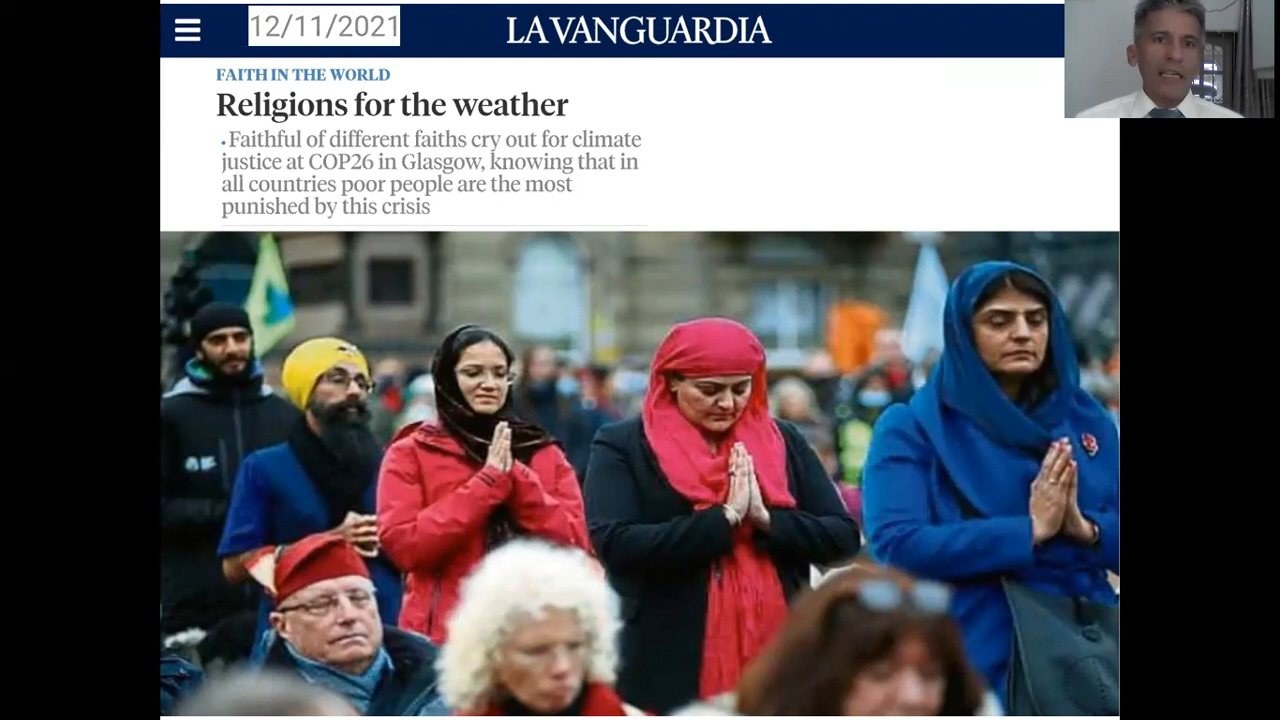 12/11/2021
LA VANGUARDIA
FAITH IN THE WORLD
Religions for the weather
Faithful of different faiths cry out for climate
justice at COP26 in Glasgow, knowing that in
all countries poor people are the most
punished by this crisis